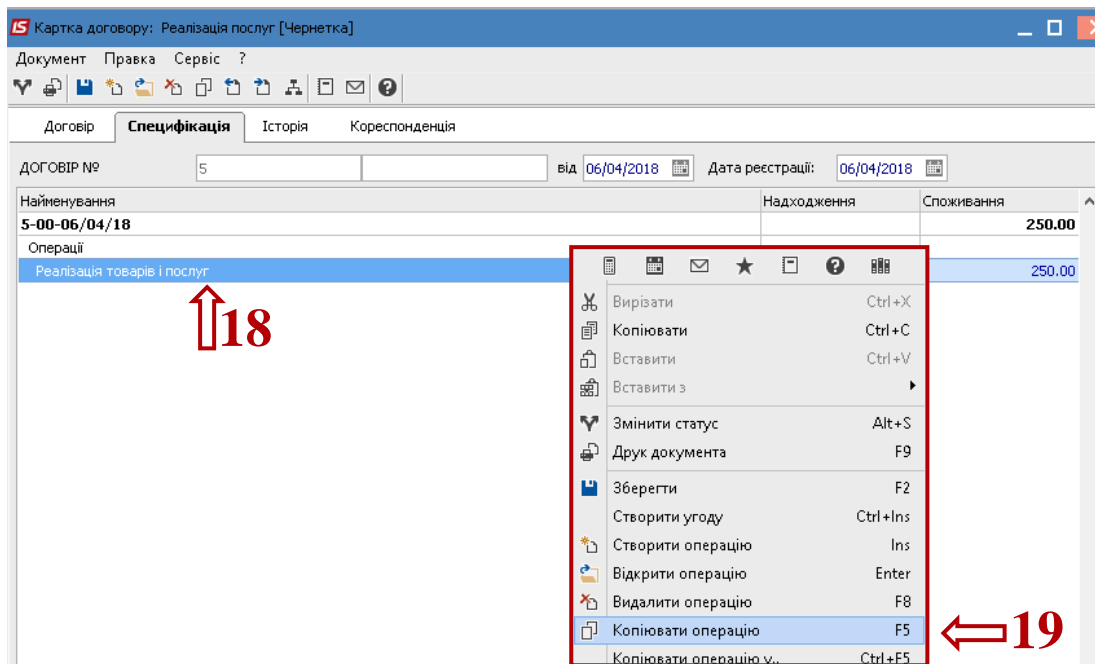 IS Картка договору: Реалізація послуг [Чернетка]
Документ Правка Сервіс ?
Договір Специфікація Історія Кореспонденція
ДОГОВІР № 5 від 06/04/2018 Дата реєстрації: 06/04/2018
Найменування Надходження Споживання
5-00-06/04/18 250.00
Операції
Реалізація товарів і послуг 250.00
18
Вирізати Ctrl+X
Копіювати Ctrl+C
Вставити Ctrl+V
Вставити з
Змінити статус Alt+S
Друк документа F9
Зберегти F2
Створити угоду Ctrl+Ins
Створити операцію Ins
Відкрити операцію Enter
Видалити операцію F8
Копіювати операцію F5
19
Копіювати операцію у.. Ctrl+F5